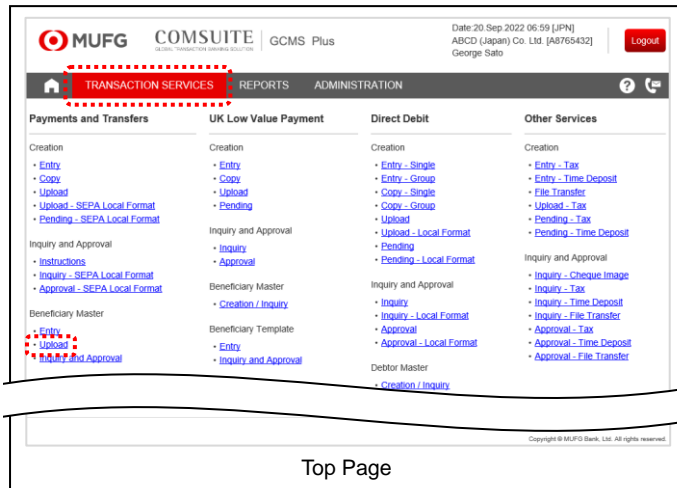 MUFG COMSUITE GCMS Plus
GLOBAL TRANSACTION BANKING SOLUTION
Date:20.Sep.2022 06:59 [JPN]
ABCD (Japan) Co. Ltd. [A8765432]
George Sato
Logout
TRANSACTION SERVICES REPORTS ADMINISTRATION
Payments and Transfers
Creation
Entry
Copy
Upload
Upload - SEPA Local Format
Pending - SEPA Local Format
Inquiry and Approval
Instructions
Inquiry - SEPA Local Format
Approval - SEPA Local Format
Beneficiary Master
Entry
Upload
Inquiry and Approval
UK Low Value Payment
Creation
Entry
Copy
Upload
Pending
Inquiry and Approval
Inquiry
Approval
Beneficiary Master
Creation / Inquiry
Beneficiary Template
Entry
Inquiry and Approval
Direct Debit
Creation
Entry - Single
Entry - Group
Copy - Single
Copy - Group
Upload
Upload - Local Format
Pending
Pending - Local Format
Inquiry and Approval
Inquiry
Inquiry - Local Format
Approval
Approval - Local Format
Debtor Master
Creation / Inquiry
Other Services
Creation
Entry - Tax
Entry - Time Deposit
File Transfer
Upload - Tax
Pending - Tax
Pending - Time Deposit
Inquiry and Approval
Inquiry - Cheque Image
Inquiry - Tax
Inquiry - Time Deposit
Inquiry - File Transfer
Approval - Tax
Approval - Time Deposit
Approval - File Transfer
Copyright © MUFG Bank, Ltd. All rights reserved.
Top Page